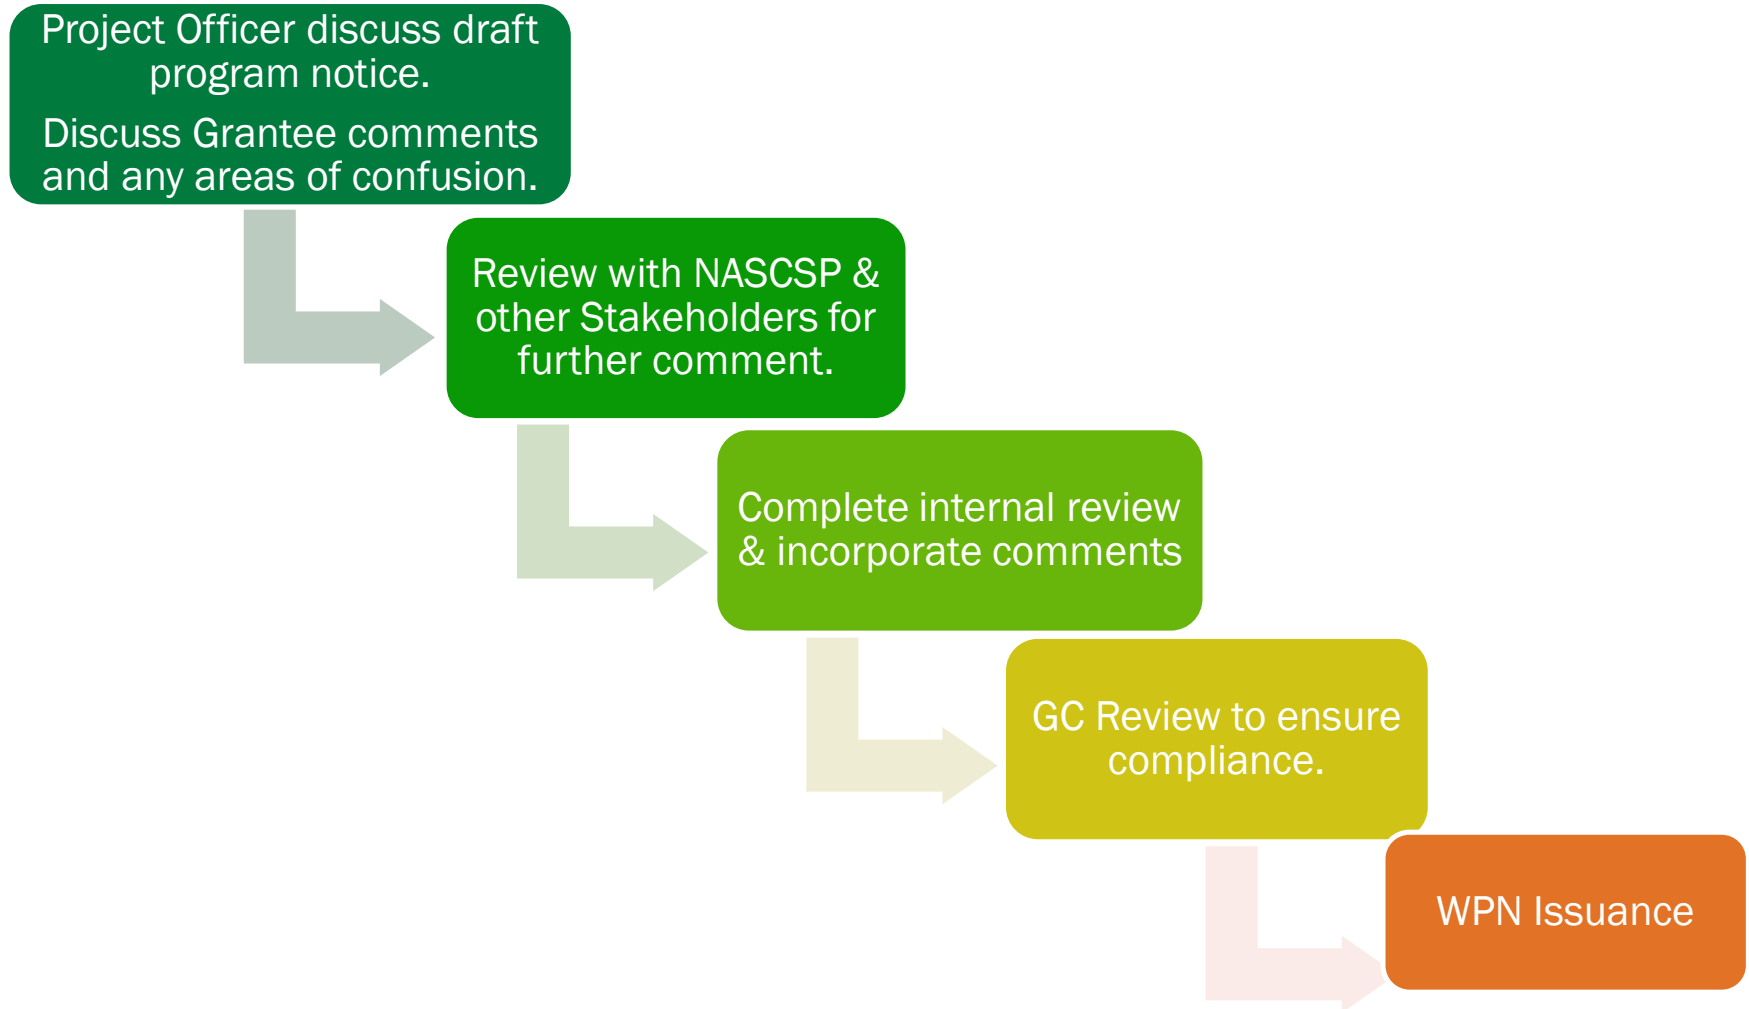 Project Officer discuss draft
program notice.
Discuss Grantee comments
and any areas of confusion.
Review with NASCSP &
other Stakeholders for
further comment.
Complete internal review
& incorporate comments
GC Review to ensure
compliance.
WPN Issuance